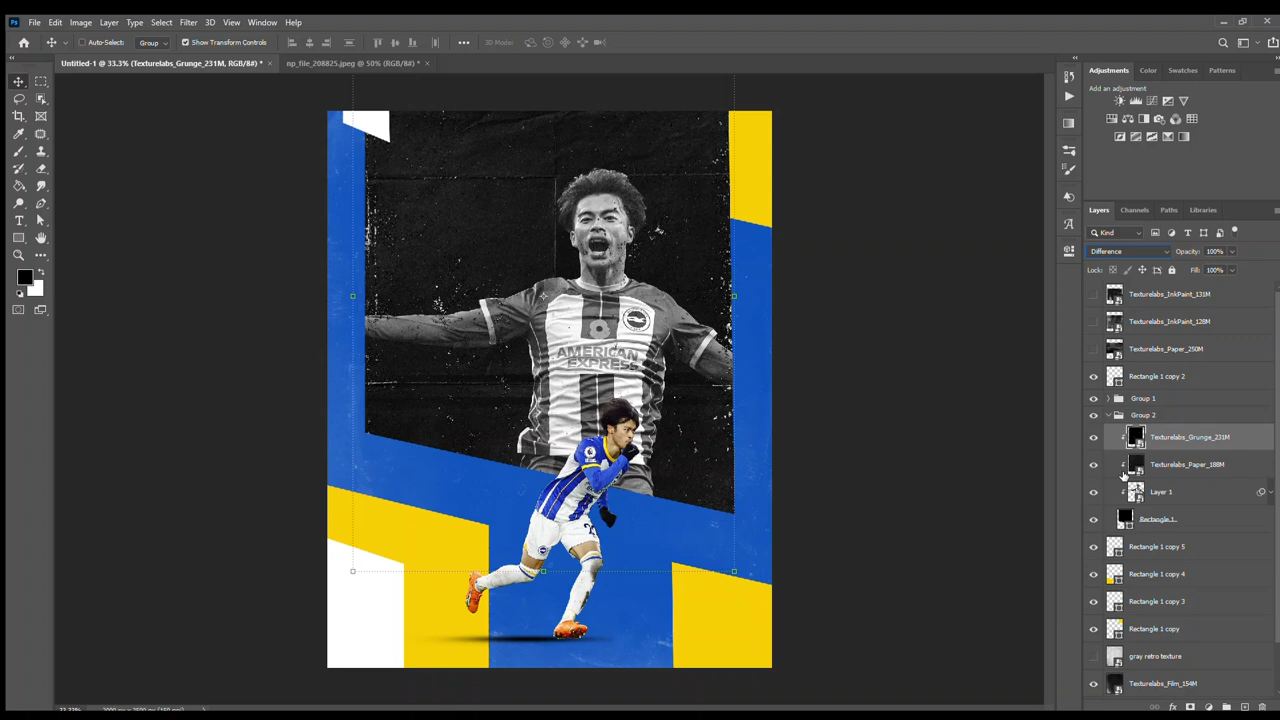 Ps File Edit Image Layer Type Select Filter 3D View Window Help
Auto-Select: Group Show Transform Controls 3D Mode:
Untitled-1 @ 33.3% (Texturelabs_Grunge_231M, RGB/8#) * × np_file_208825.jpeg @ 50% (RGB/8#) * ×
Adjustments Color Swatches Patterns
Add an adjustment
Layers Channels Paths Libraries
Kind
Difference Opacity: 100%
Lock: Fill: 100%
Texturelabs_InkPaint_131M
Texturelabs_InkPaint_128M
Texturelabs_Paper_250M
Rectangle 1 copy 2
Group 1
Group 2
Texturelabs_Grunge_231M
Texturelabs_Paper_188M
Layer 1
Rectangle 1
Rectangle 1 copy 5
Rectangle 1 copy 4
Rectangle 1 copy 3
Rectangle 1 copy
gray retro texture
Texturelabs_Film_154M
AMERICAN
EXPRESS